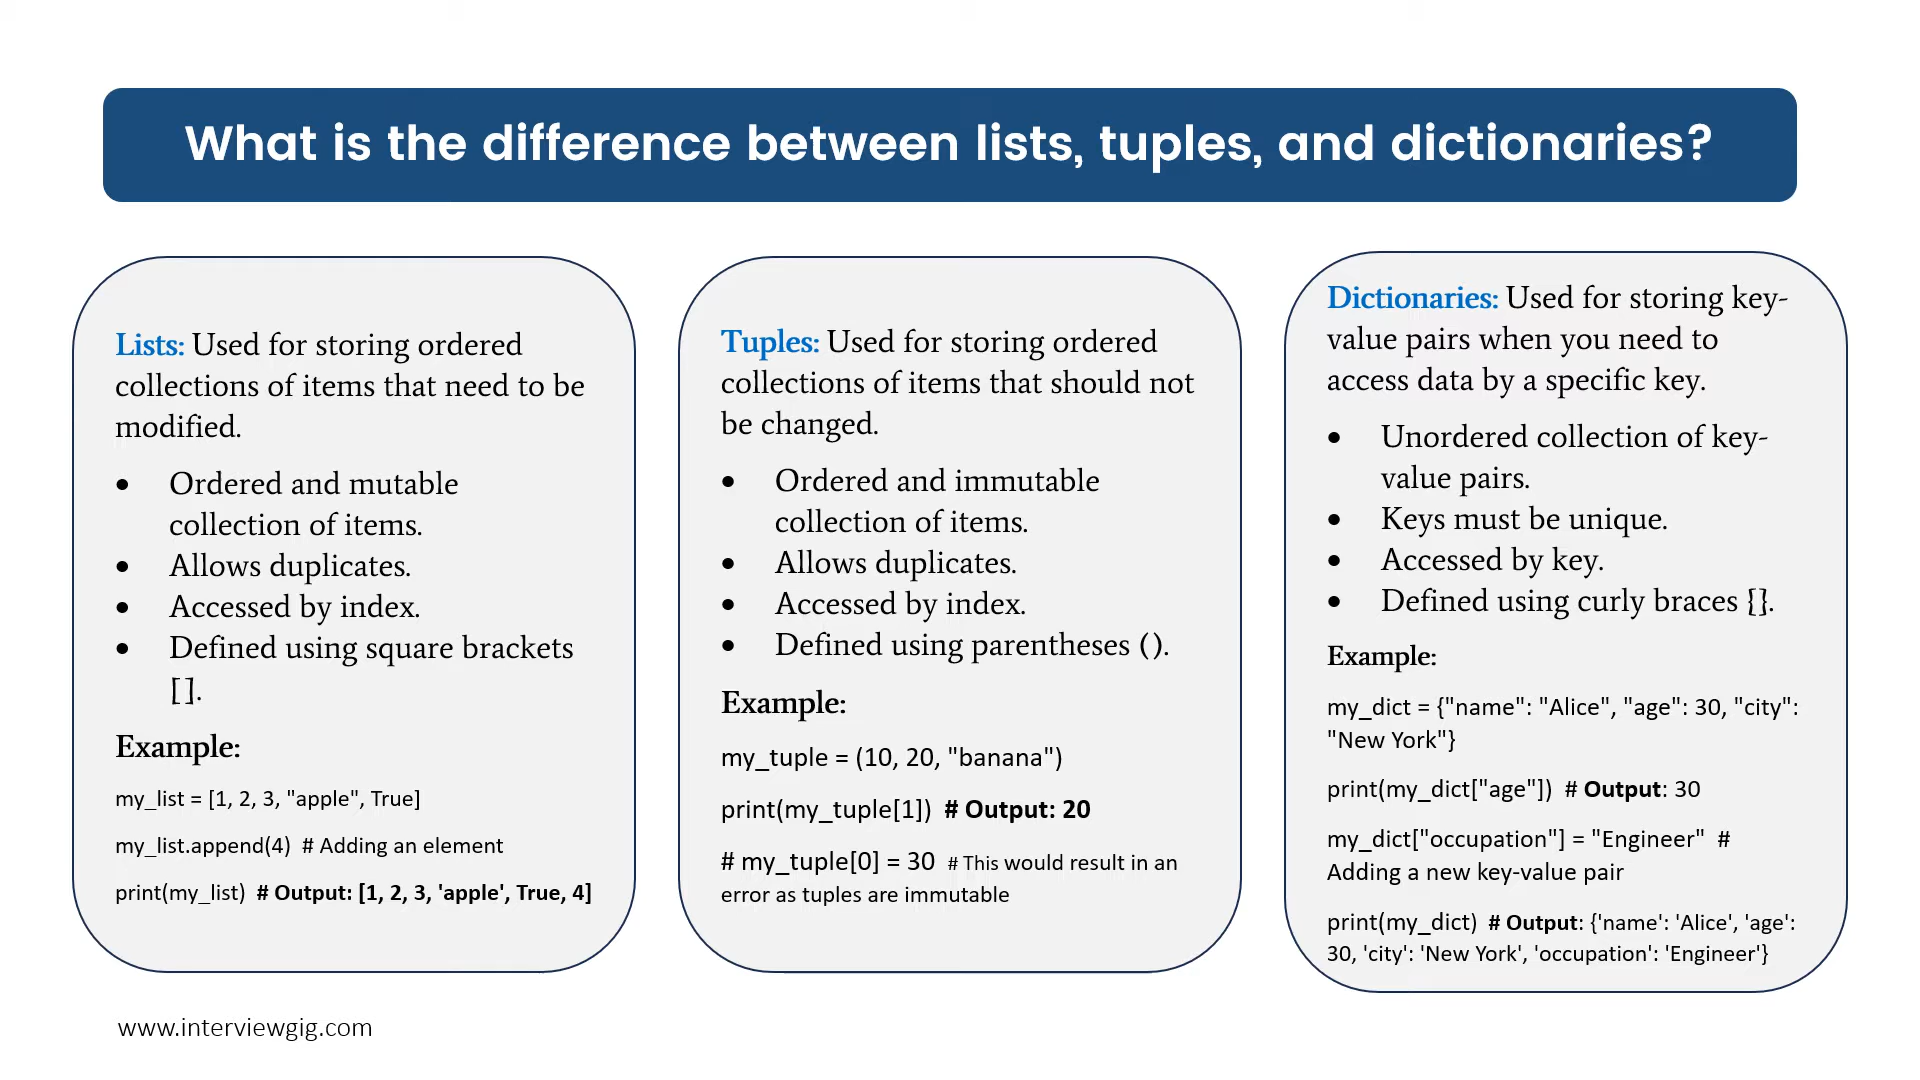 What is the difference between lists, tuples, and dictionaries?
Lists: Used for storing ordered
collections of items that need to be
modified.
• Ordered and mutable
collection of items.
• Allows duplicates.
• Accessed by index.
• Defined using square brackets
[].
Example:
my_list = [1, 2, 3, "apple", True]
my_list.append(4)  # Adding an element
print(my_list)  # Output: [1, 2, 3, 'apple', True, 4]
Tuples: Used for storing ordered
collections of items that should not
be changed.
• Ordered and immutable
collection of items.
• Allows duplicates.
• Accessed by index.
• Defined using parentheses ().
Example:
my_tuple = (10, 20, "banana")
print(my_tuple[1])  # Output: 20
# my_tuple[0] = 30  # This would result in an
error as tuples are immutable
Dictionaries: Used for storing key-
value pairs when you need to
access data by a specific key.
• Unordered collection of key-
value pairs.
• Keys must be unique.
• Accessed by key.
• Defined using curly braces {}.
Example:
my_dict = {"name": "Alice", "age": 30, "city":
"New York"}
print(my_dict["age"])  # Output: 30
my_dict["occupation"] = "Engineer"  #
Adding a new key-value pair
print(my_dict)  # Output: {'name': 'Alice', 'age':
30, 'city': 'New York', 'occupation': 'Engineer'}
www.interviewgig.com